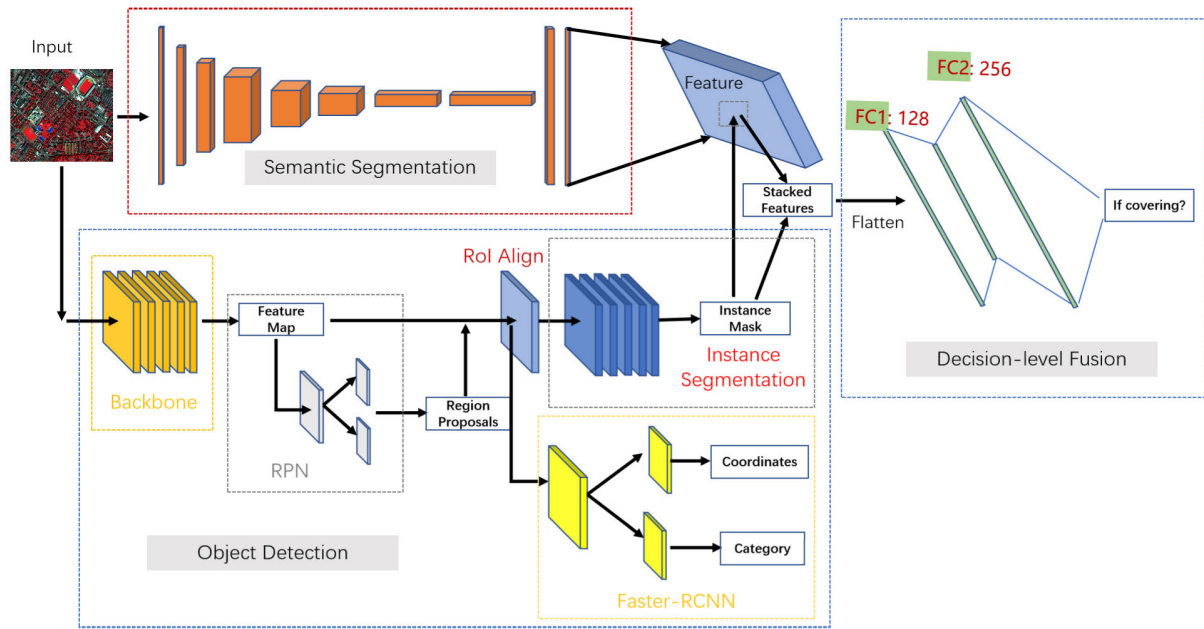 Input
Semantic Segmentation
Feature
FC1: 128
FC2: 256
Stacked
Features
Flatten
If covering?
Decision-level Fusion
RoI Align
Backbone
Feature
Map
RPN
Region
Proposals
Instance
Mask
Instance
Segmentation
Coordinates
Category
Faster-RCNN
Object Detection